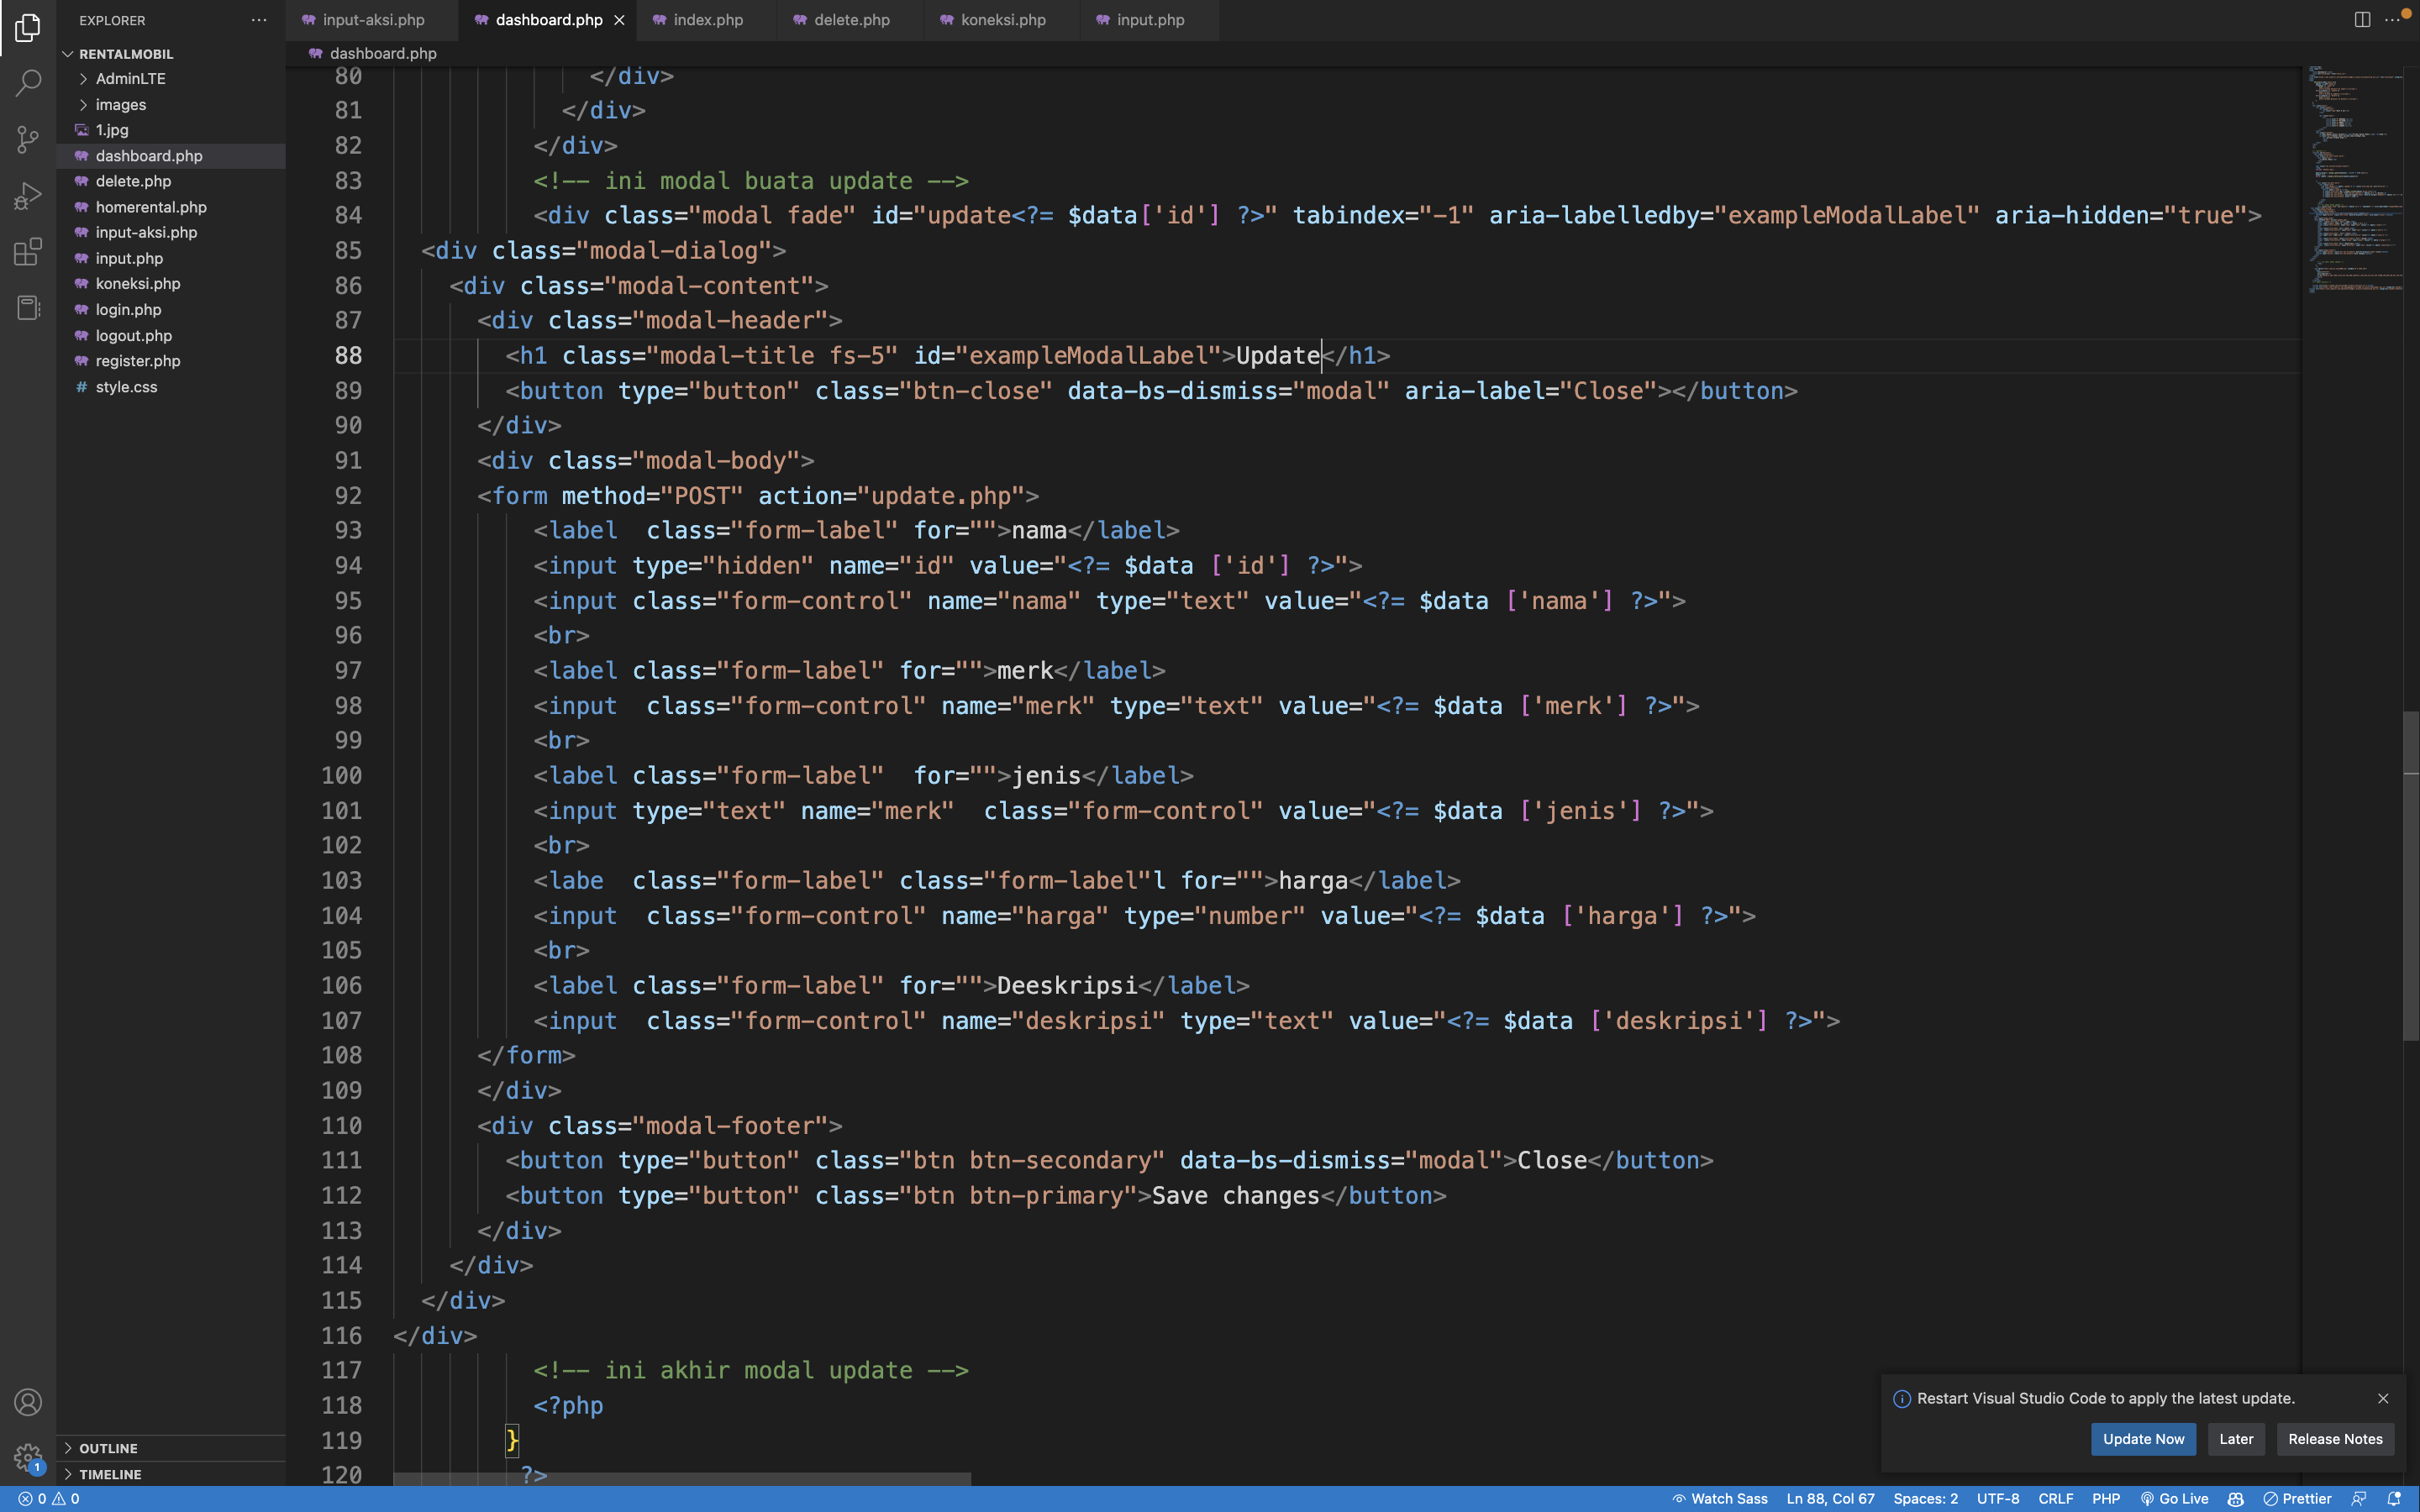 EXPLORER
RENTALMOBIL
AdminLTE
images
1.jpg
dashboard.php
delete.php
homerental.php
input-aksi.php
input.php
koneksi.php
login.php
logout.php
register.php
# style.css
OUTLINE
TIMELINE
1
input-aksi.php dashboard.php index.php delete.php koneksi.php input.php
dashboard.php
80 </div>
81 </div>
82 </div>
83 <!-- ini modal buata update -->
84 <div class="modal fade" id="update<?= $data['id'] ?>" tabindex="-1" aria-labelledby="exampleModalLabel" aria-hidden="true">
85 <div class="modal-dialog">
86 <div class="modal-content">
87 <div class="modal-header">
88 <h1 class="modal-title fs-5" id="exampleModalLabel">Update</h1>
89 <button type="button" class="btn-close" data-bs-dismiss="modal" aria-label="Close"></button>
90 </div>
91 <div class="modal-body">
92 <form method="POST" action="update.php">
93 <label  class="form-label" for="">nama</label>
94 <input type="hidden" name="id" value="<?= $data ['id'] ?>">
95 <input class="form-control" name="nama" type="text" value="<?= $data ['nama'] ?>">
96 <br>
97 <label class="form-label" for="">merk</label>
98 <input  class="form-control" name="merk" type="text" value="<?= $data ['merk'] ?>">
99 <br>
100 <label class="form-label"  for="">jenis</label>
101 <input type="text" name="merk"  class="form-control" value="<?= $data ['jenis'] ?>">
102 <br>
103 <labe  class="form-label" class="form-label"l for="">harga</label>
104 <input  class="form-control" name="harga" type="number" value="<?= $data ['harga'] ?>">
105 <br>
106 <label class="form-label" for="">Deeskripsi</label>
107 <input  class="form-control" name="deskripsi" type="text" value="<?= $data ['deskripsi'] ?>">
108 </form>
109 </div>
110 <div class="modal-footer">
111 <button type="button" class="btn btn-secondary" data-bs-dismiss="modal">Close</button>
112 <button type="button" class="btn btn-primary">Save changes</button>
113 </div>
114 </div>
115 </div>
116 </div>
117 <!-- ini akhir modal update -->
118 <?php
119 }
120 ?>
Restart Visual Studio Code to apply the latest update.
Update Now Later Release Notes
0 0 Watch Sass Ln 88, Col 67 Spaces: 2 UTF-8 CRLF PHP Go Live Prettier